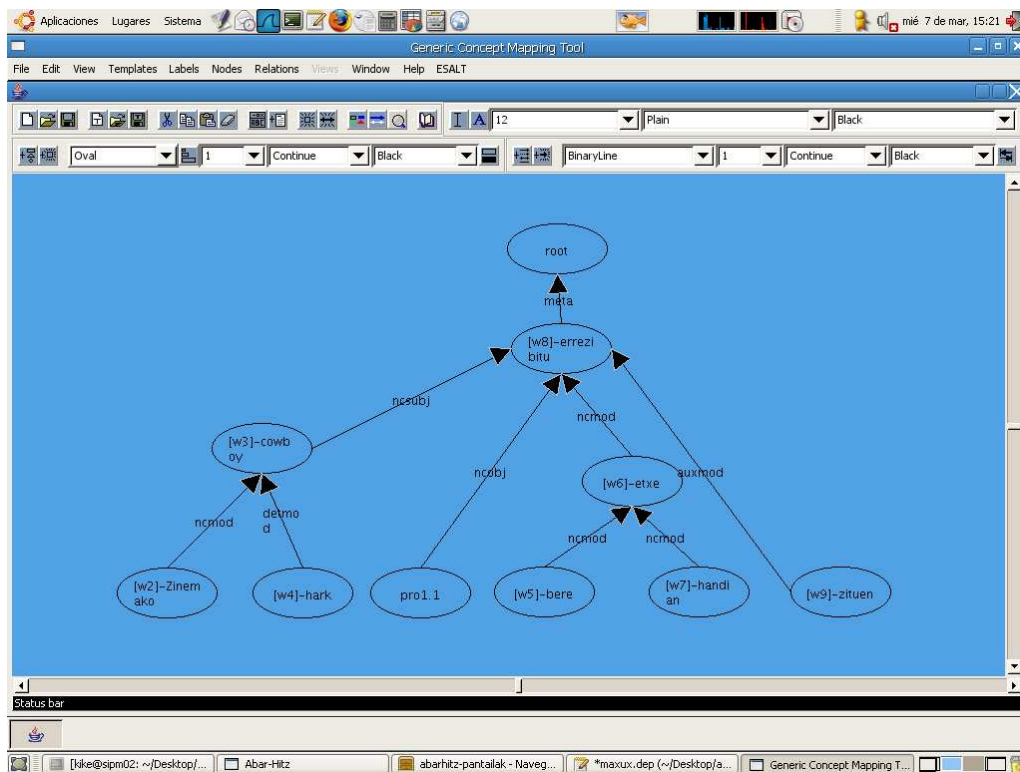 Aplicaciones Lugares Sistema mié 7 de mar, 15:21
Generic Concept Mapping Tool
File Edit View Templates Labels Nodes Relations Views Window Help ESALT
I A 12 Plain Black
Oval 1 Continue Black BinaryLine 1 Continue Black
root
meta
[w8]-errezi
bitu
ncsubj
ncmod
[w3]-cowb
oy
ncobj
auxmod
[w6]-etxe
ncmod
detmo
d
ncmod
ncmod
[w2]-Zinem
ako
[w4]-hark
pro1.1
[w5]-bere
[w7]-handi
an
[w9]-zituen
Status bar
[kike@sipm02: ~/Desktop/... Abar-Hitz abarhitz-pantailak - Naveg... *maxux.dep (~/Desktop/a... Generic Concept Mapping T...